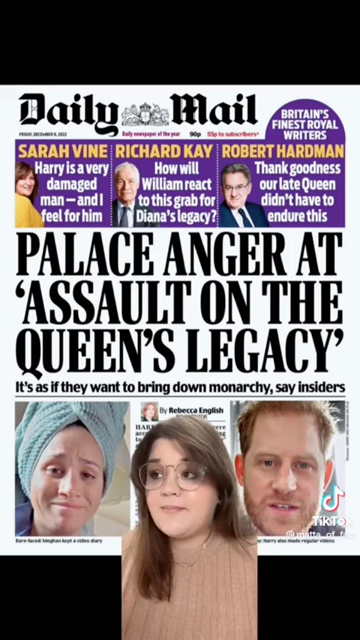 Daily Mail
FRIDAY, DECEMBER 9, 2022
Daily newspaper of the year
90p
55p to subscribers*
BRITAIN'S
FINEST ROYAL
WRITERS
SARAH VINE
Harry is a very
damaged
man — and I
feel for him
RICHARD KAY
How will
William react
to this grab for
Diana's legacy?
ROBERT HARDMAN
Thank goodness
our late Queen
didn't have to
endure this
PALACE ANGER AT
'ASSAULT ON THE
QUEEN'S LEGACY'
It's as if they want to bring down monarchy, say insiders
By Rebecca English
Bare-faced: Meghan kept a video diary
Harry also made regular videos
TikTok